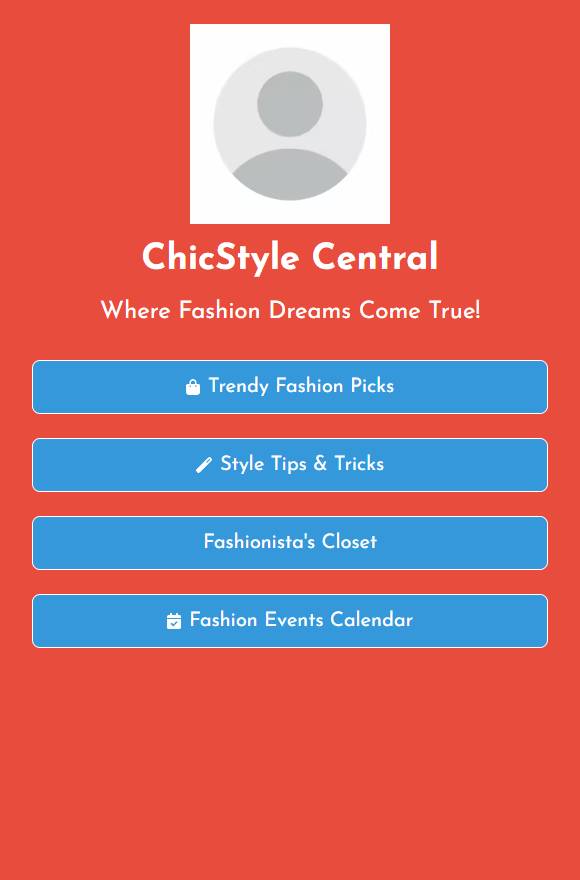 ChicStyle Central
Where Fashion Dreams Come True!
Trendy Fashion Picks
Style Tips & Tricks
Fashionista's Closet
Fashion Events Calendar